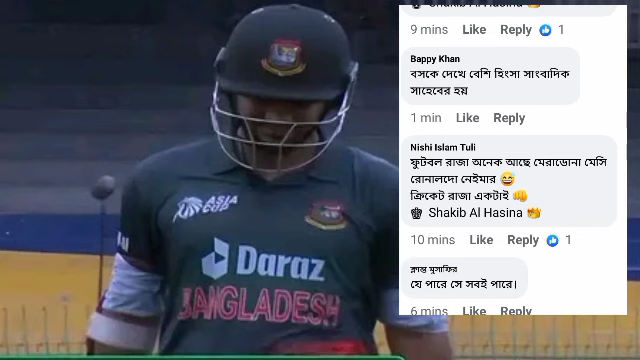 9 mins Like Reply 1
Bappy Khan
বসকে দেখে বেশি হিংসা সাংবাদিক
সাহেবের হয়
1 min Like Reply
Nishi Islam Tuli
ফুটবল রাজা অনেক আছে মেরাডোনা মেসি
রোনালদো নেইমার 😅
ক্রিকেট রাজা একটাই 👊
♚ Shakib Al Hasina 👏
10 mins Like Reply 1
ক্লান্ত মুসাফির
যে পারে সে সবই পারে।
6 mins Like Reply
ASIA
CUP
Daraz
BANGLADESH